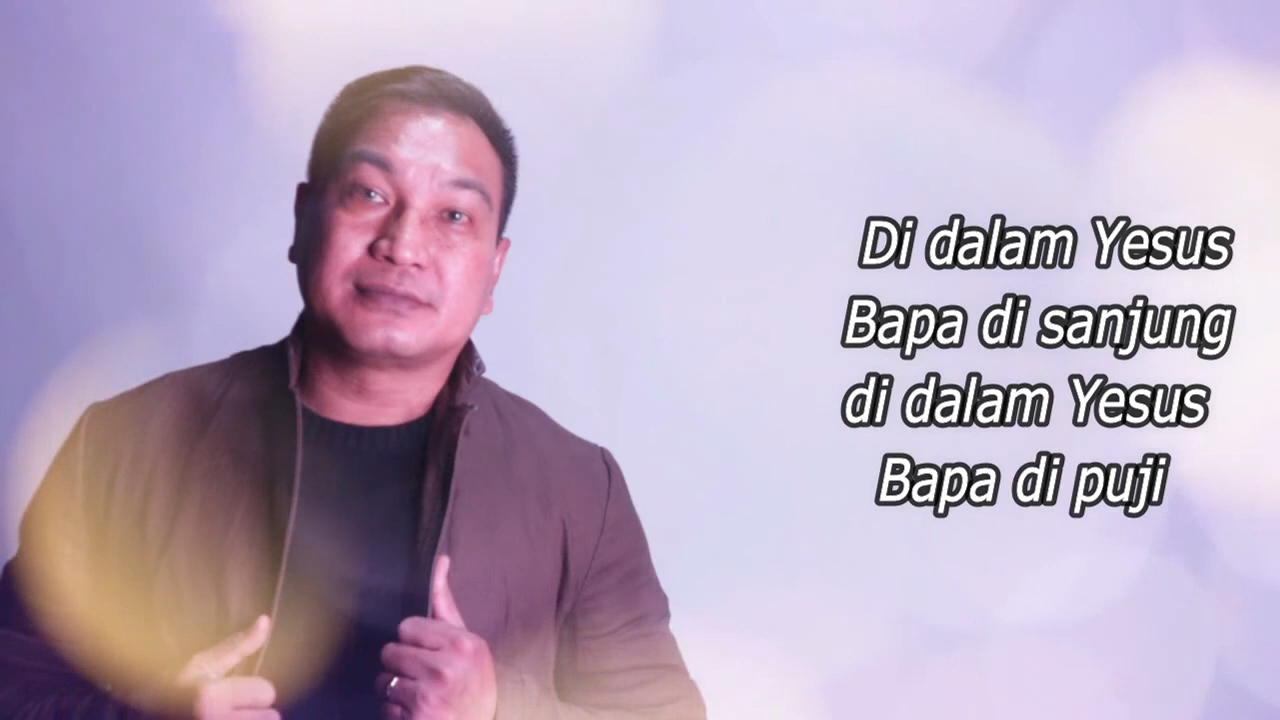 Di dalam Yesus
Bapa di sanjung
di dalam Yesus
Bapa di puji